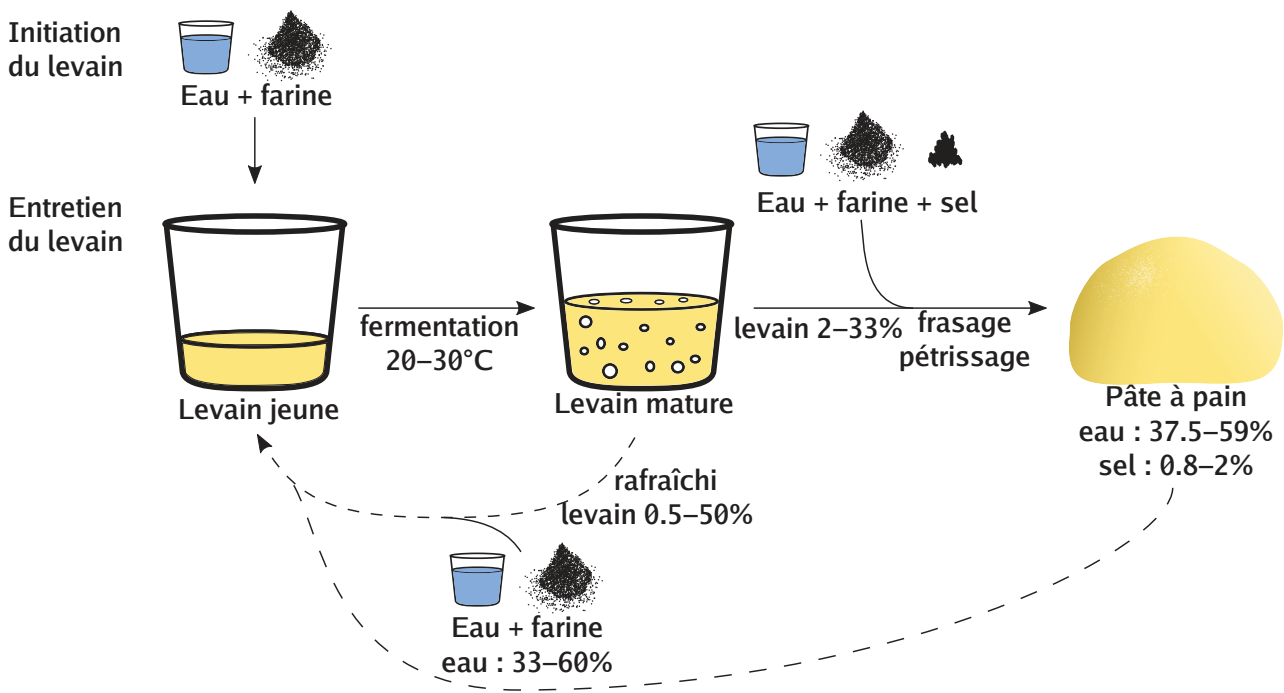 Initiation
du levain
Eau + farine
Eau + farine + sel
Entretien
du levain
fermentation
20–30°C
levain 2–33%
frasage
pétrissage
Levain jeune
Levain mature
Pâte à pain
eau : 37.5–59%
sel : 0.8–2%
rafraîchi
levain 0.5–50%
Eau + farine
eau : 33–60%